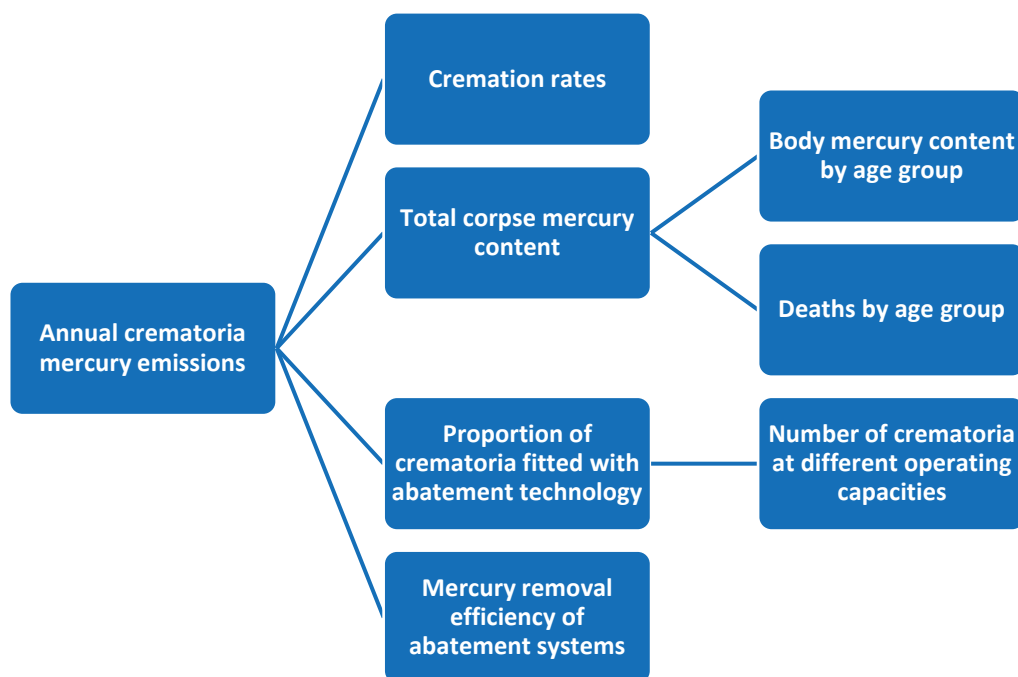 Cremation rates
Body mercury content
by age group
Total corpse mercury
content
Deaths by age group
Annual crematoria
mercury emissions
Proportion of
crematoria fitted with
abatement technology
Number of crematoria
at different operating
capacities
Mercury removal
efficiency of
abatement systems